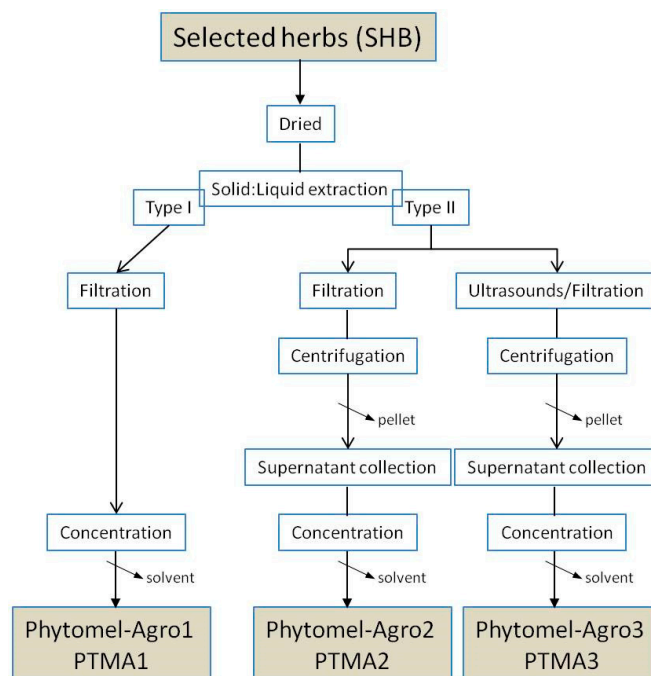 Selected herbs (SHB)
Dried
Solid:Liquid extraction
Type I
Type II
Filtration
Filtration
Ultrasounds/Filtration
Centrifugation
Centrifugation
pellet
pellet
Supernatant collection
Supernatant collection
Concentration
Concentration
Concentration
solvent
solvent
solvent
Phytomel-Agro1
PTMA1
Phytomel-Agro2
PTMA2
Phytomel-Agro3
PTMA3